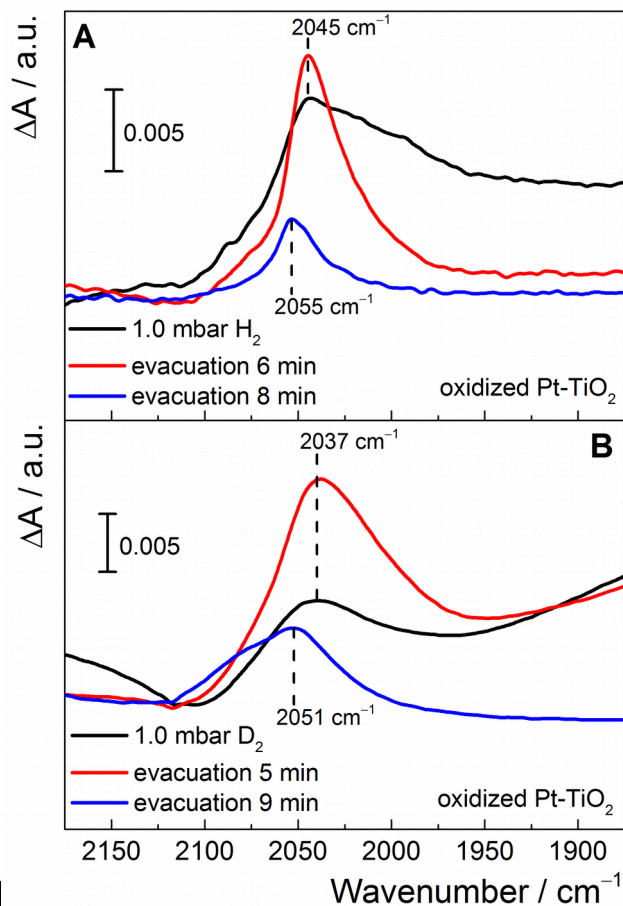 A
2045 cm⁻¹
ΔA / a.u.
0.005
2055 cm⁻¹
1.0 mbar H₂
evacuation 6 min
evacuation 8 min
oxidized Pt-TiO₂
B
2037 cm⁻¹
ΔA / a.u.
0.005
2051 cm⁻¹
1.0 mbar D₂
evacuation 5 min
evacuation 9 min
oxidized Pt-TiO₂
2150 2100 2050 2000 1950 1900
Wavenumber / cm⁻¹